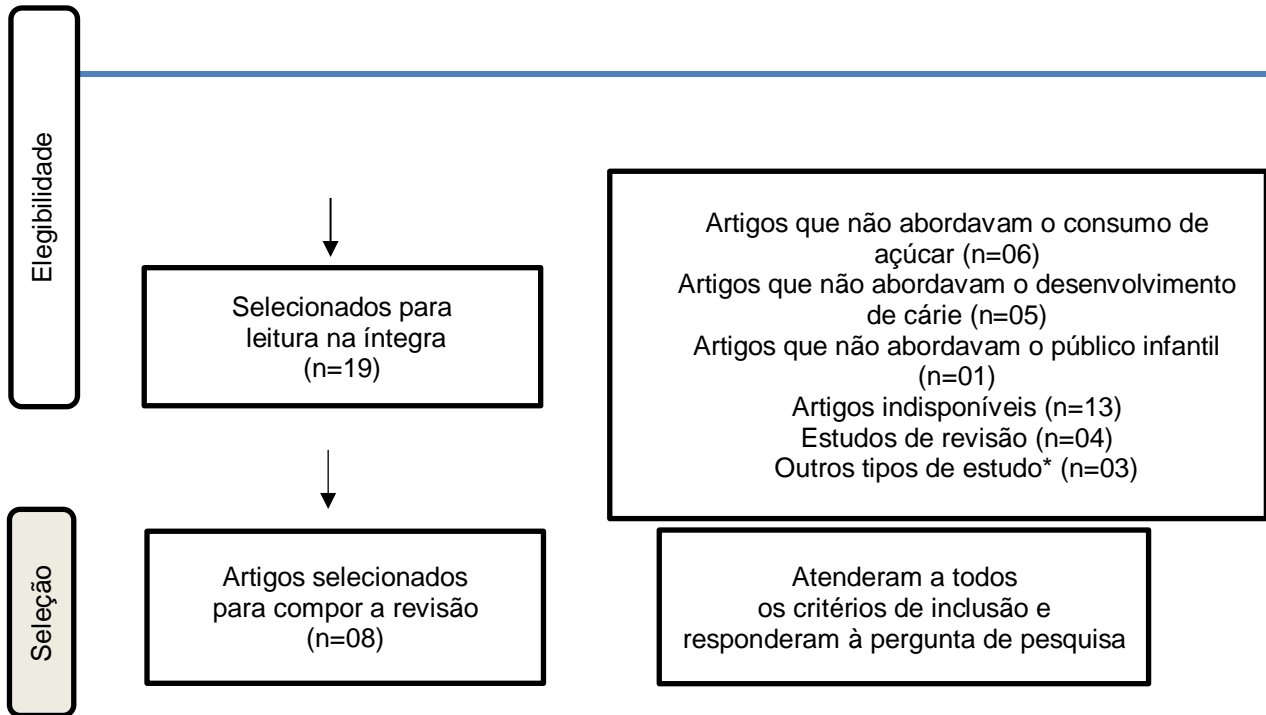 Elegibilidade
Selecionados para
leitura na íntegra
(n=19)
Artigos que não abordavam o consumo de
açúcar (n=06)
Artigos que não abordavam o desenvolvimento
de cárie (n=05)
Artigos que não abordavam o público infantil
(n=01)
Artigos indisponíveis (n=13)
Estudos de revisão (n=04)
Outros tipos de estudo* (n=03)
Seleção
Artigos selecionados
para compor a revisão
(n=08)
Atenderam a todos
os critérios de inclusão e
responderam à pergunta de pesquisa